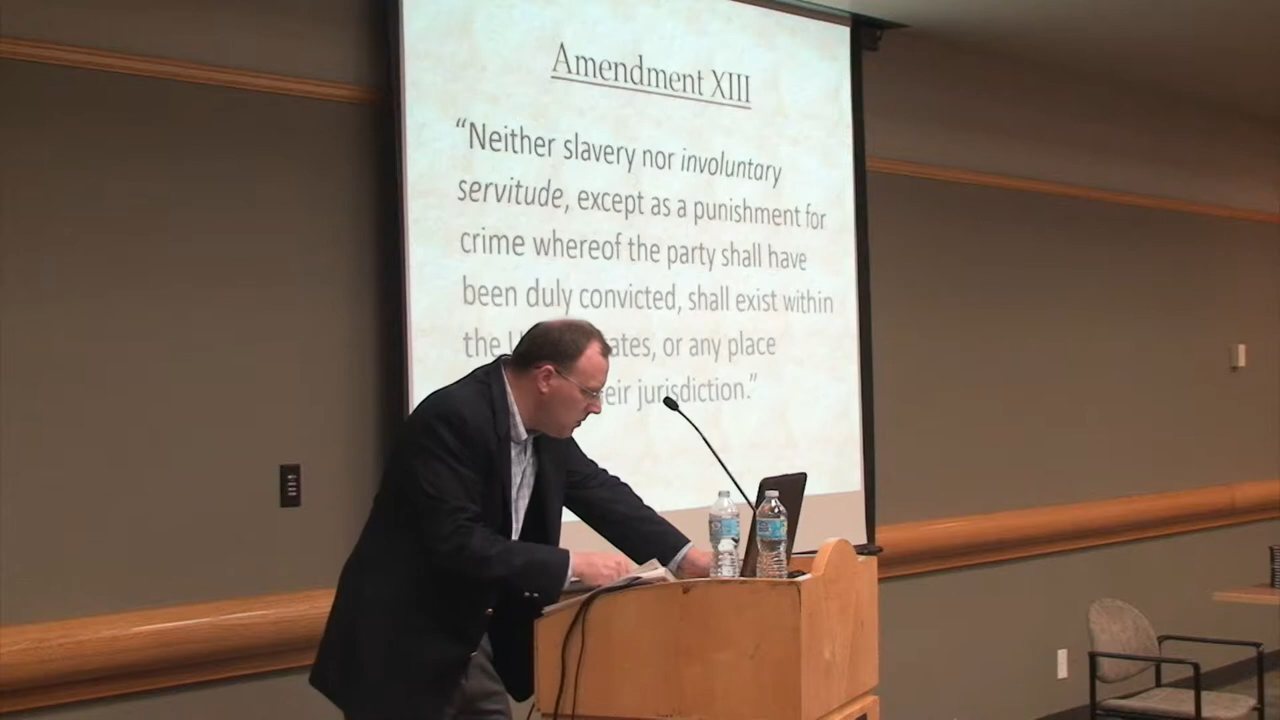 Amendment XIII
“Neither slavery nor involuntary
servitude, except as a punishment for
crime whereof the party shall have
been duly convicted, shall exist within
the ates, or any place
eir jurisdiction.”